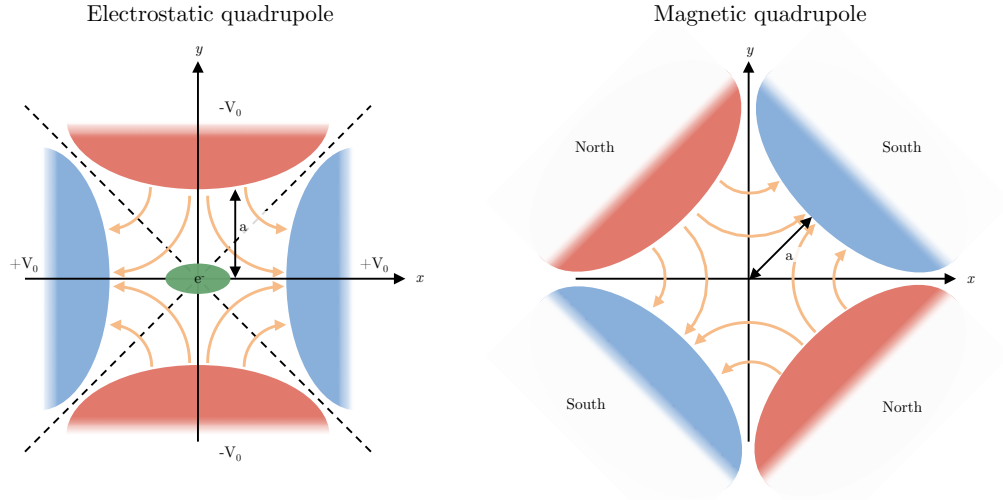 Electrostatic quadrupole
y
-V0
a
+V0
e-
+V0
x
-V0
Magnetic quadrupole
y
North
South
a
x
South
North